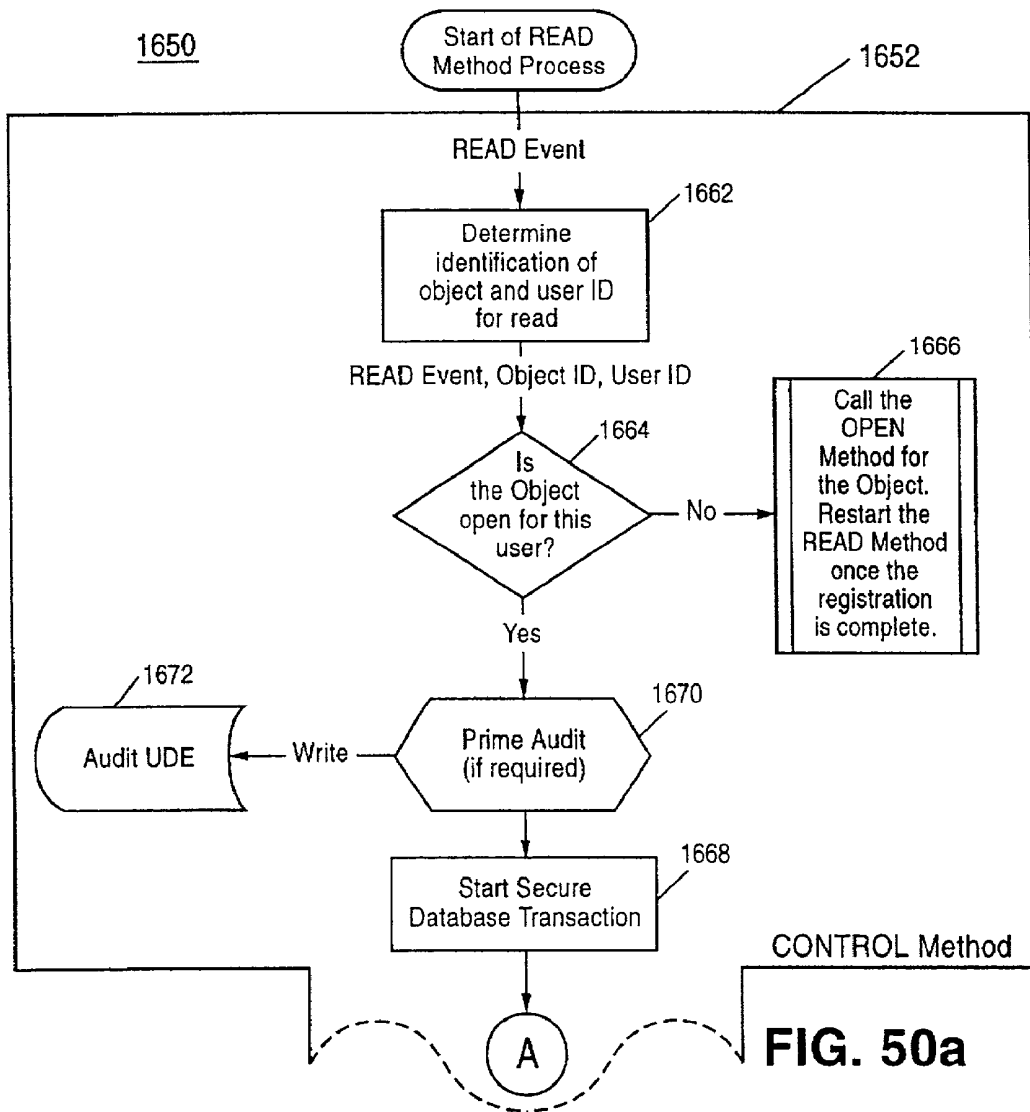 1650
Start of READ
Method Process
1652
READ Event
1662
Determine
identification of
object and user ID
for read
READ Event, Object ID, User ID
1664
Is
the Object
open for this
user?
No
1666
Call the
OPEN
Method for
the Object.
Restart the
READ Method
once the
registration
is complete.
Yes
1672
Audit UDE
Write
1670
Prime Audit
(if required)
1668
Start Secure
Database Transaction
CONTROL Method
A
FIG. 50a